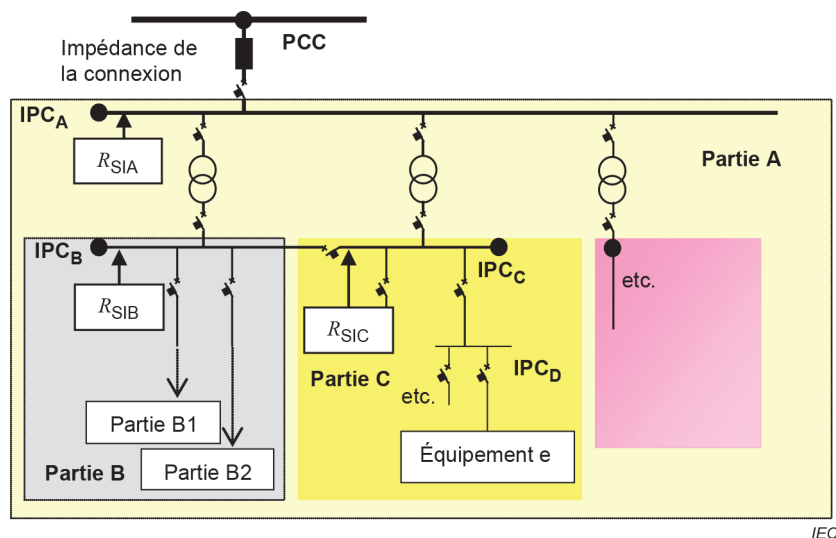 PCC
Impédance de
la connexion
IPCA
RSIA
Partie A
IPCB
IPCC
etc.
RSIB
RSIC
Partie C
IPCD
etc.
Partie B1
Équipement e
Partie B
Partie B2
IEC